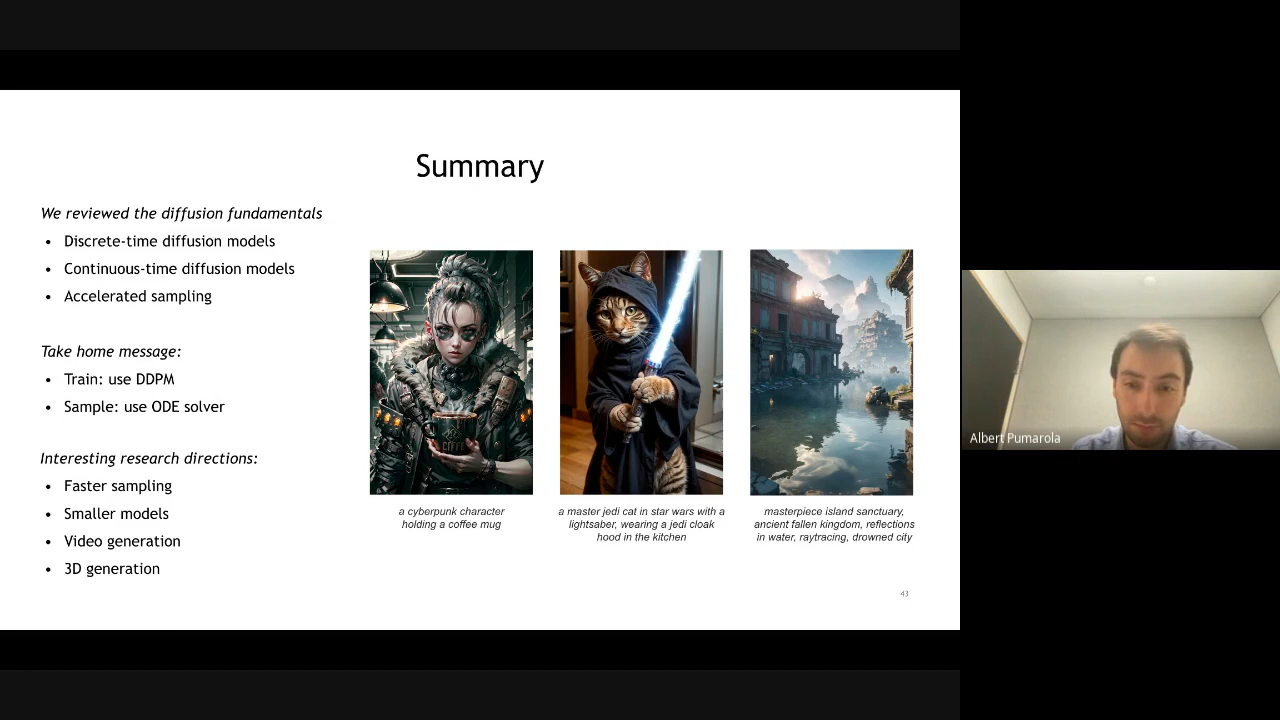 Summary
We reviewed the diffusion fundamentals
• Discrete-time diffusion models
• Continuous-time diffusion models
• Accelerated sampling
Take home message:
• Train: use DDPM
• Sample: use ODE solver
Interesting research directions:
• Faster sampling
• Smaller models
• Video generation
• 3D generation
COFFEE
a cyberpunk character
holding a coffee mug
a master jedi cat in star wars with a
lightsaber, wearing a jedi cloak
hood in the kitchen
masterpiece island sanctuary,
ancient fallen kingdom, reflections
in water, raytracing, drowned city
43
Albert Pumarola